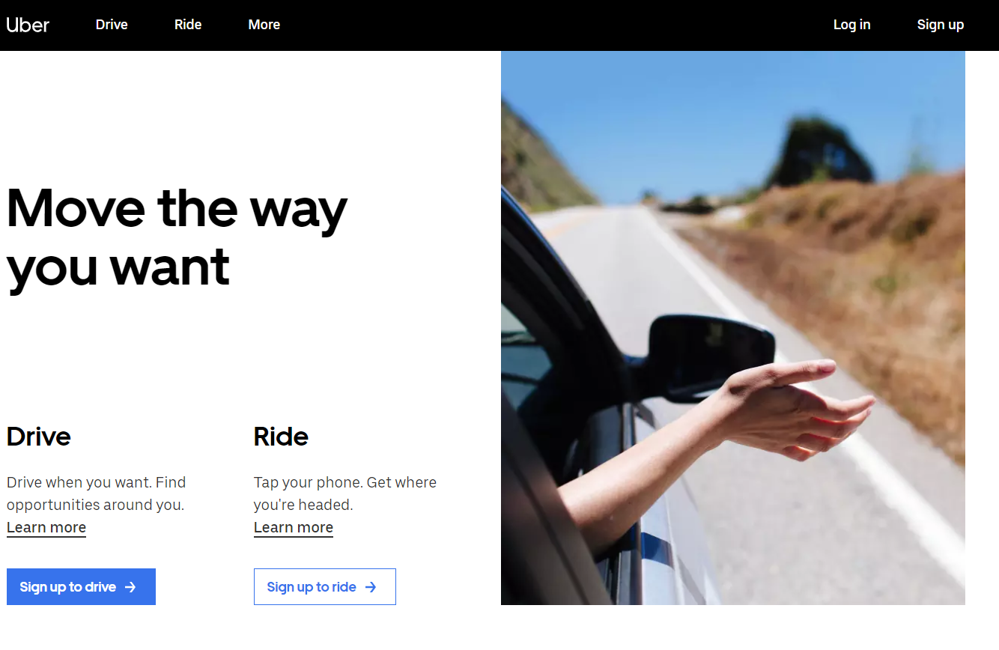 Uber
Drive
Ride
More
Log in
Sign up
Move the way
you want
Drive
Drive when you want. Find
opportunities around you.
Learn more
Sign up to drive →
Ride
Tap your phone. Get where
you're headed.
Learn more
Sign up to ride →